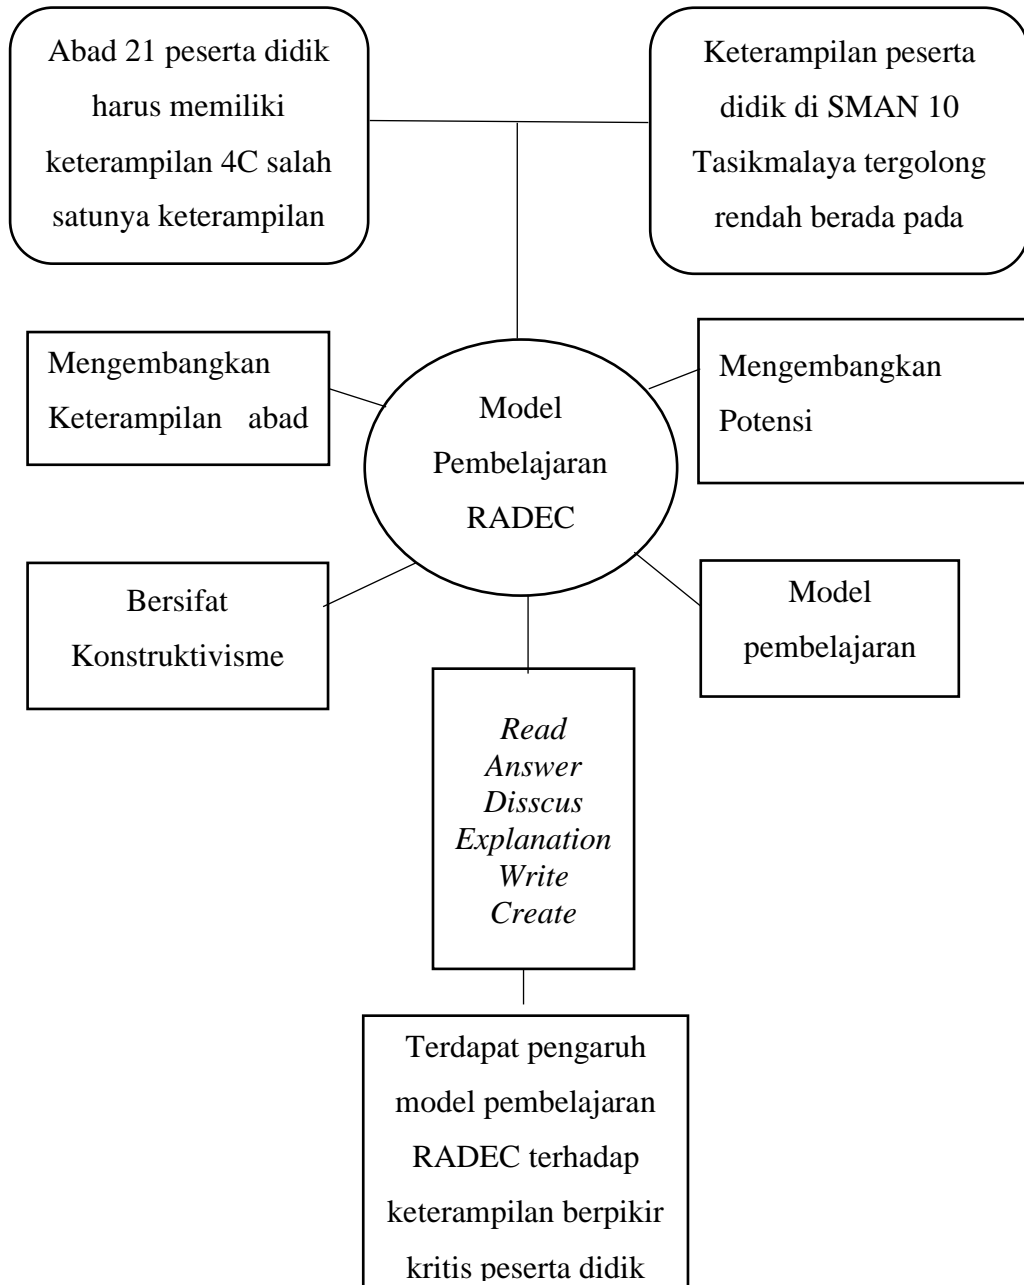 Abad 21 peserta didik
harus memiliki
keterampilan 4C salah
satunya keterampilan
Keterampilan peserta
didik di SMAN 10
Tasikmalaya tergolong
rendah berada pada
Mengembangkan
Keterampilan abad
Model
Pembelajaran
RADEC
Mengembangkan
Potensi
Bersifat
Konstruktivisme
Model
pembelajaran
Read
Answer
Disscus
Explanation
Write
Create
Terdapat pengaruh
model pembelajaran
RADEC terhadap
keterampilan berpikir
kritis peserta didik